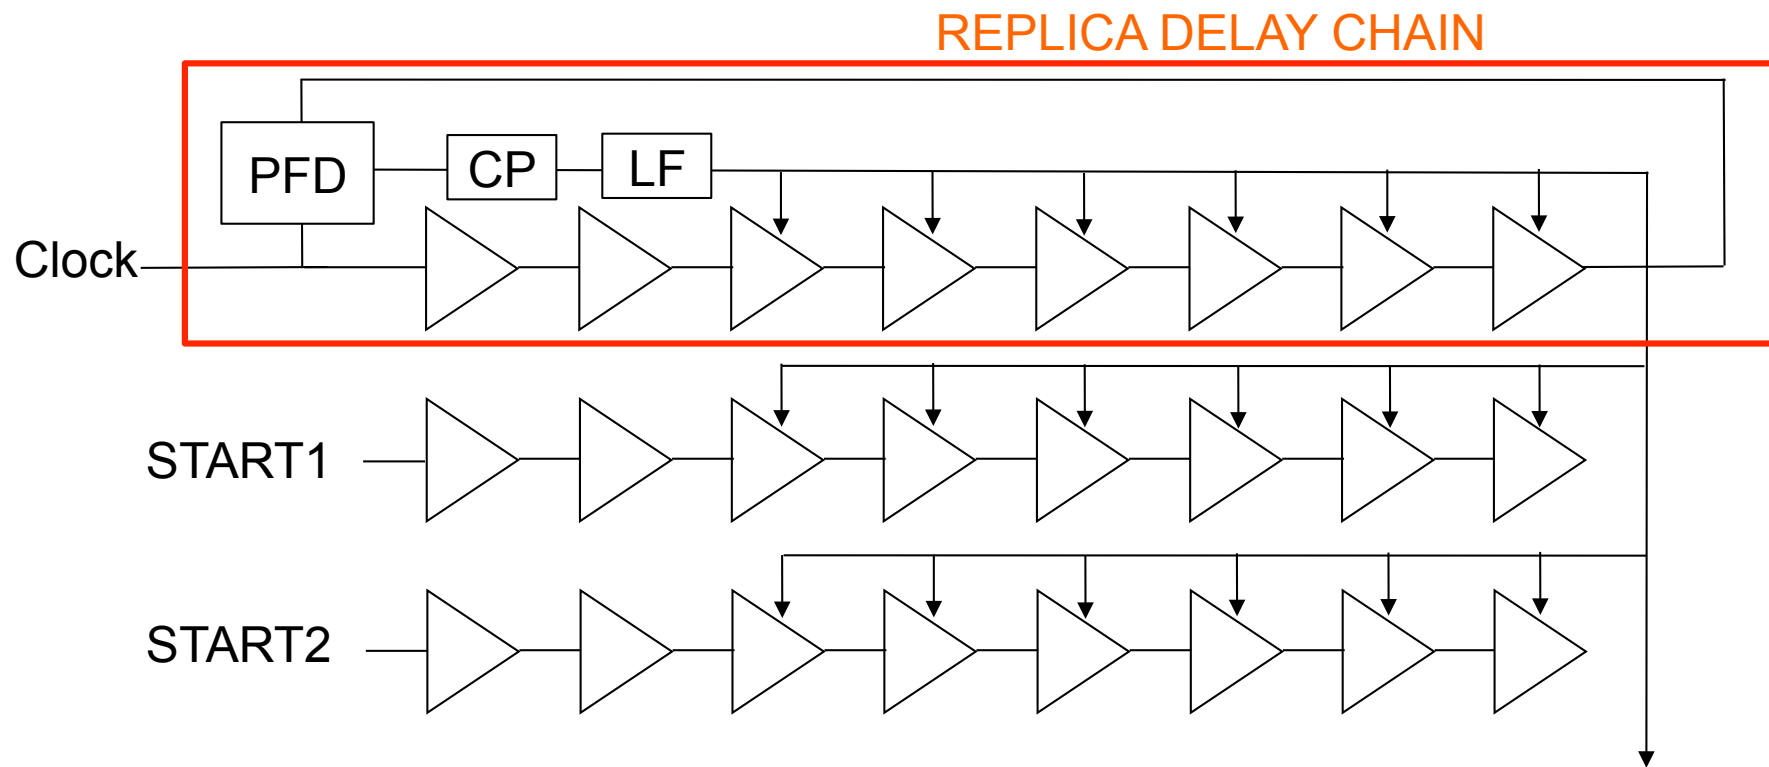 REPLICA DELAY CHAIN
PFD
CP
LF
Clock
START1
START2